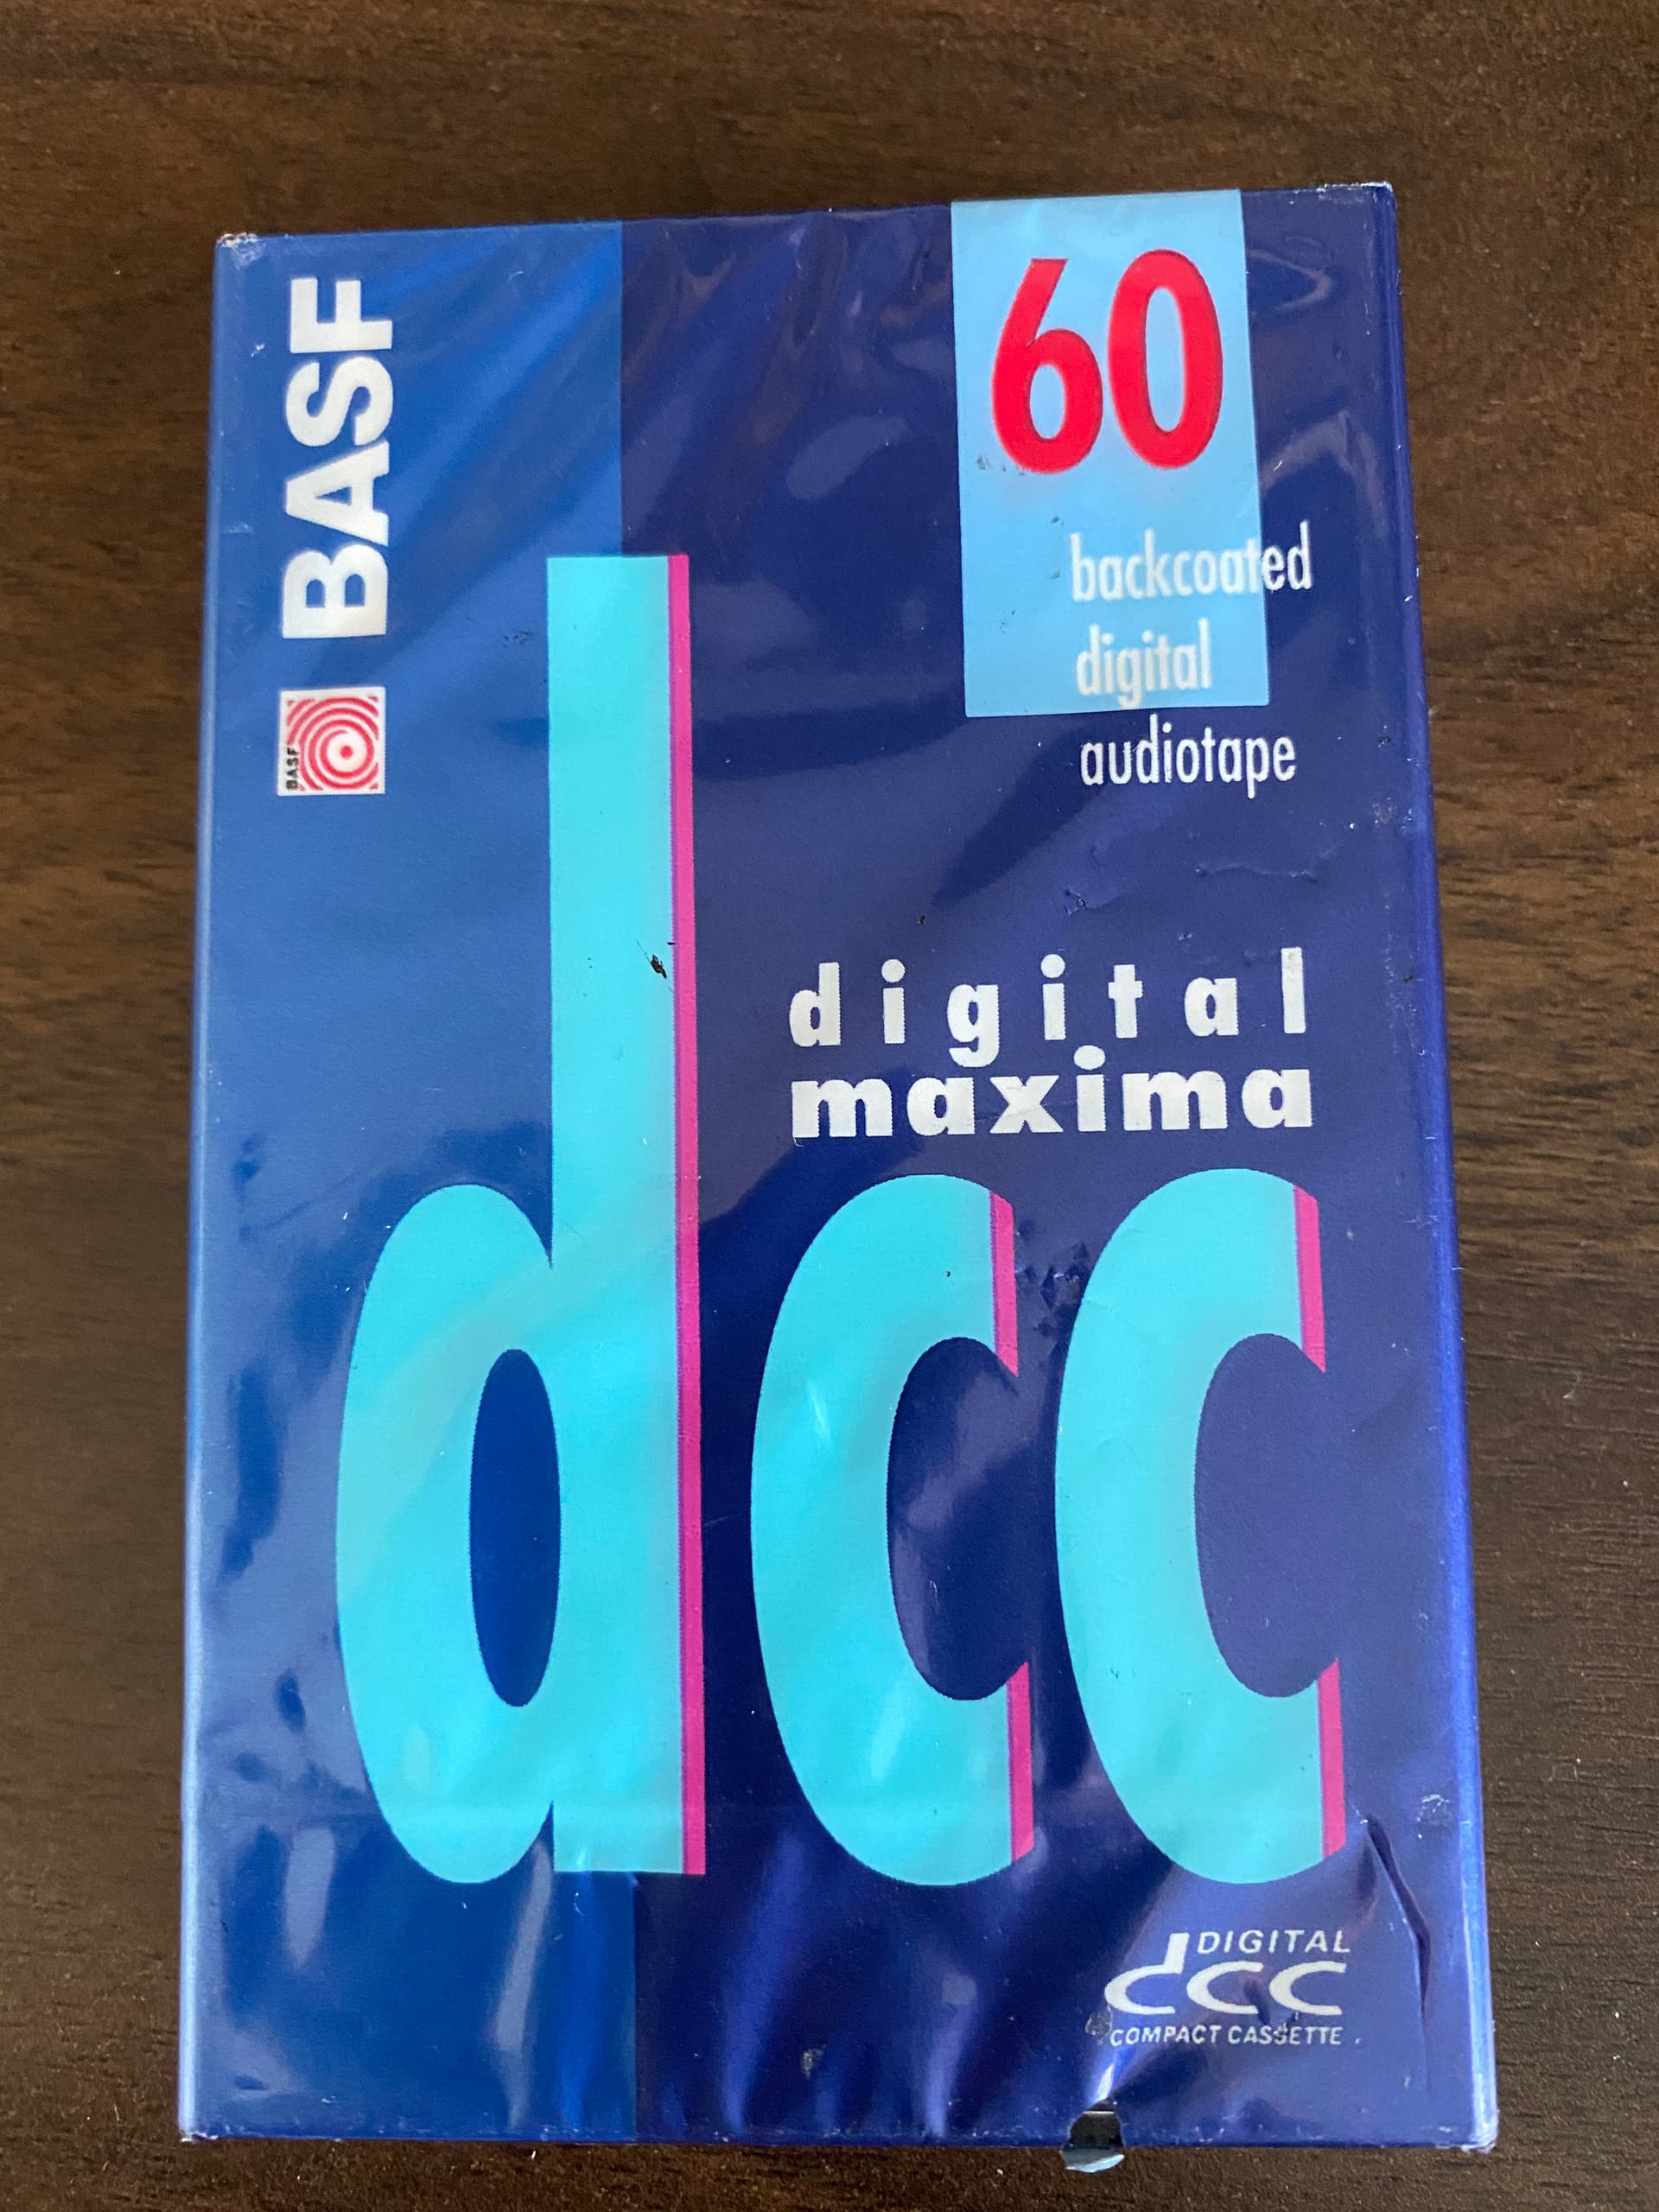 BASF
BASF
60
backcoated
digital
audiotape
digital
maxima
dcc
DIGITAL
dcc
COMPACT CASSETTE